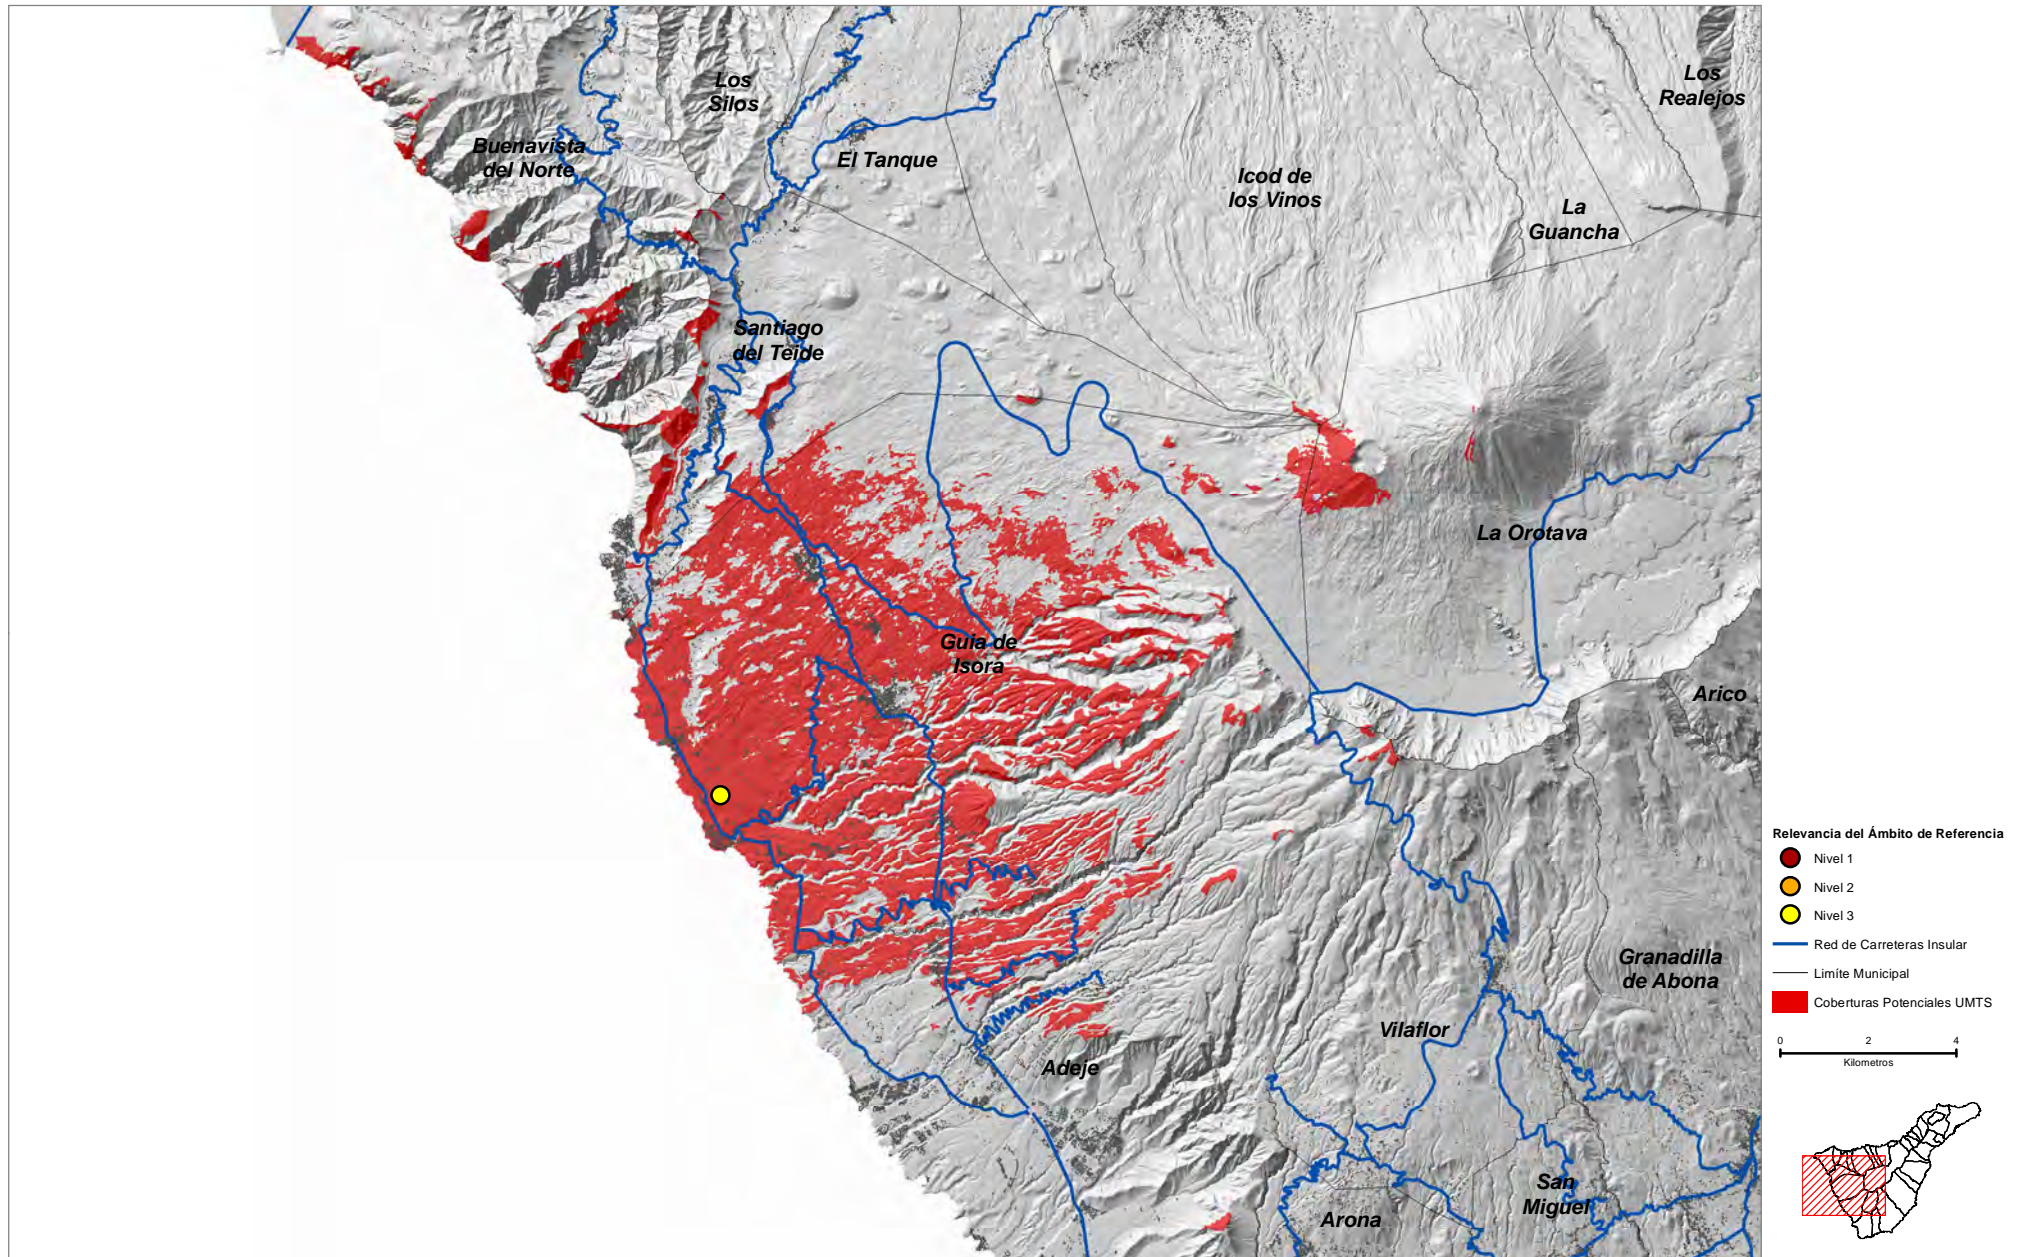 Los
Silos
Los
Realejos
Buenavista
del Norte
El Tanque
Icod de
los Vinos
La
Guancha
Santiago
del Teide
La Orotava
Guia de
Isora
Arico
Granadilla
de Abona
Vilaflor
Adeje
San
Miguel
Arona
Relevancia del Ámbito de Referencia
Nivel 1
Nivel 2
Nivel 3
Red de Carreteras Insular
Limíte Municipal
Coberturas Potenciales UMTS
0 2 4
Kilometros